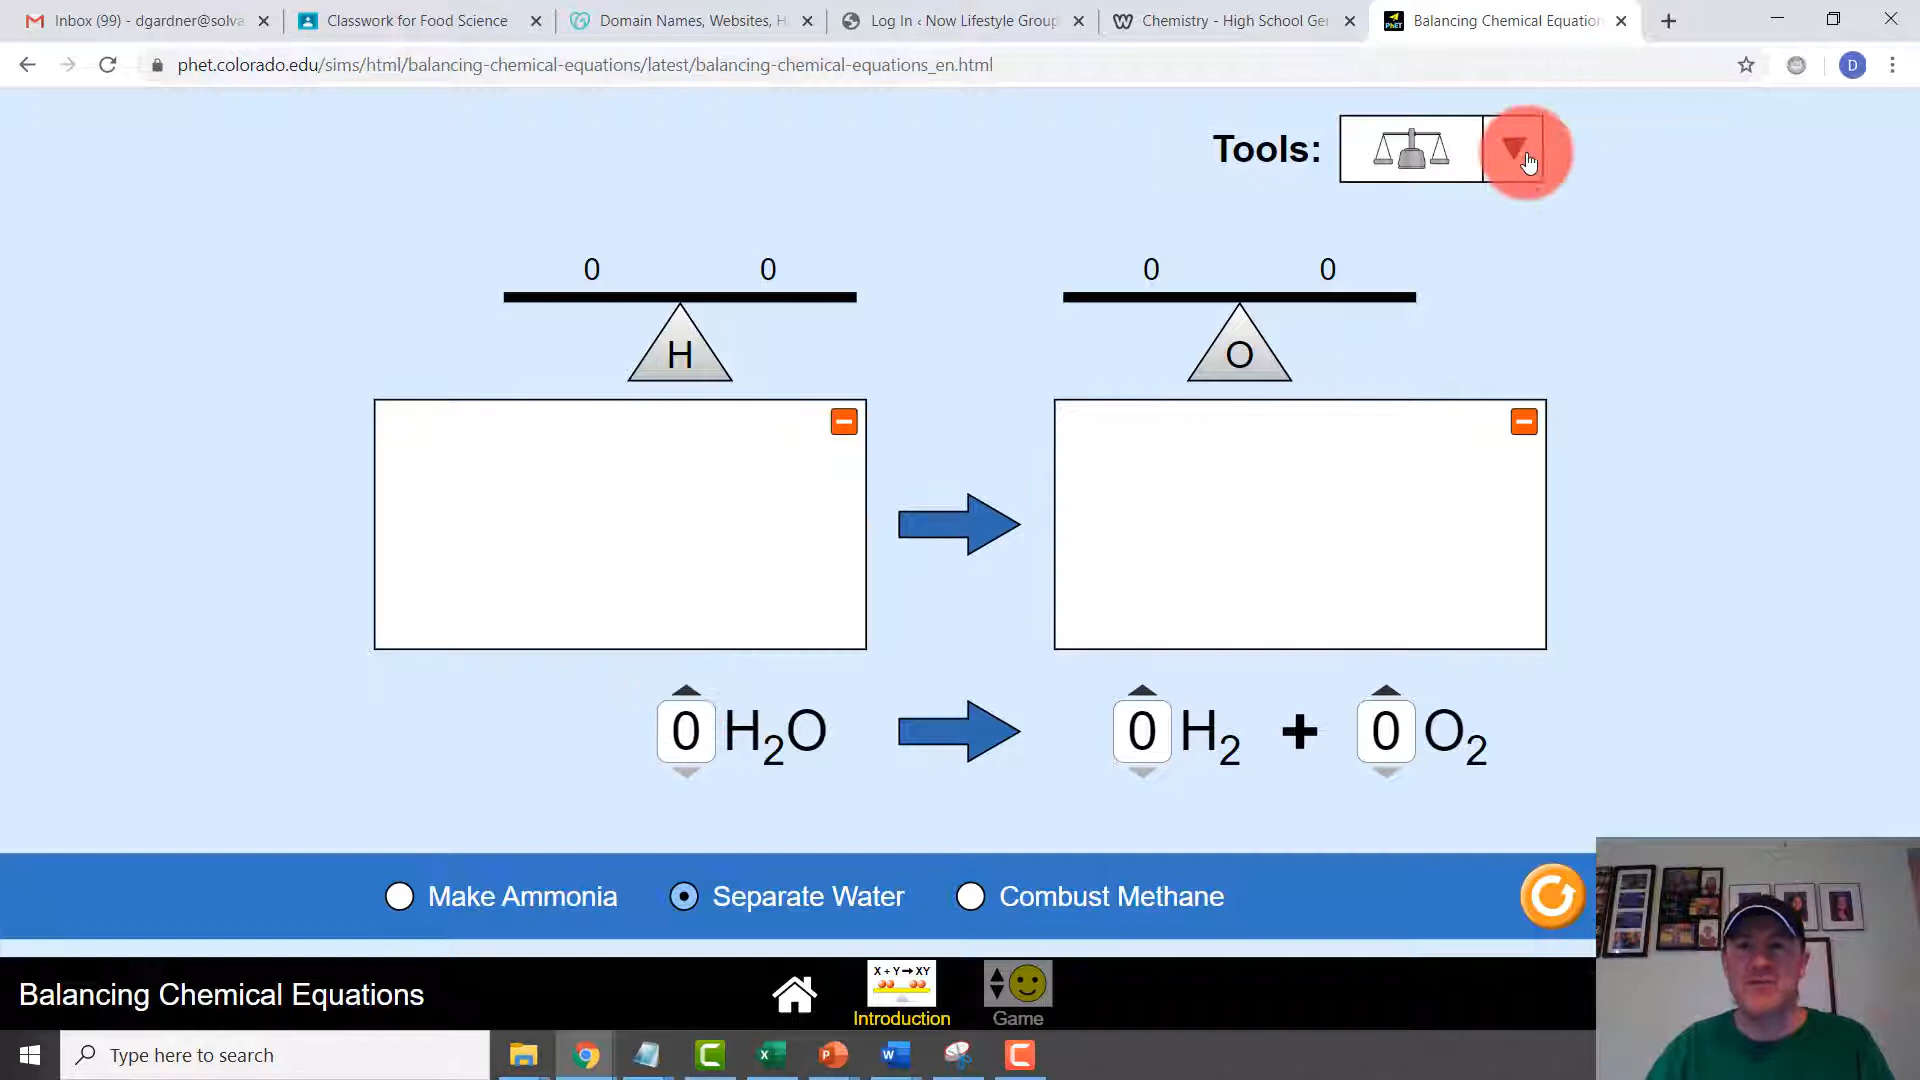 Inbox (99) - dgardner@solva
Classwork for Food Science
Domain Names, Websites, H
Log In ‹ Now Lifestyle Group
Chemistry - High School Ger
Balancing Chemical Equation
phet.colorado.edu/sims/html/balancing-chemical-equations/latest/balancing-chemical-equations_en.html
D
Tools:
0 0 0 0
H O
0 H₂O 0 H₂ + 0 O₂
Make Ammonia Separate Water Combust Methane
X + Y → XY
Balancing Chemical Equations
Introduction
Game
Type here to search